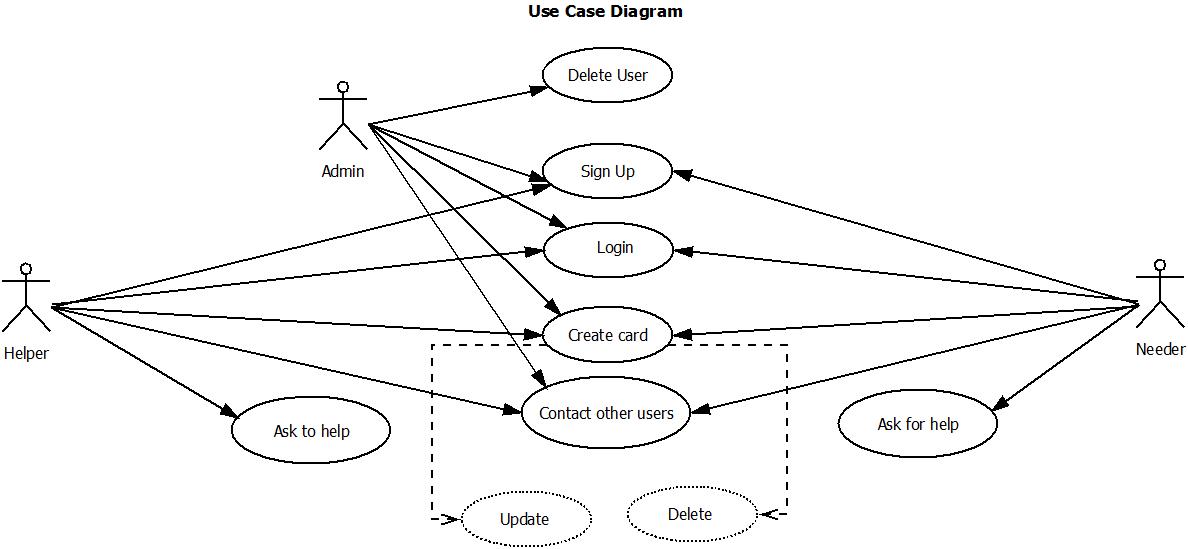 Use Case Diagram
Delete User
Admin
Sign Up
Login
Helper
Needer
Create card
Contact other users
Ask to help
Ask for help
Update
Delete